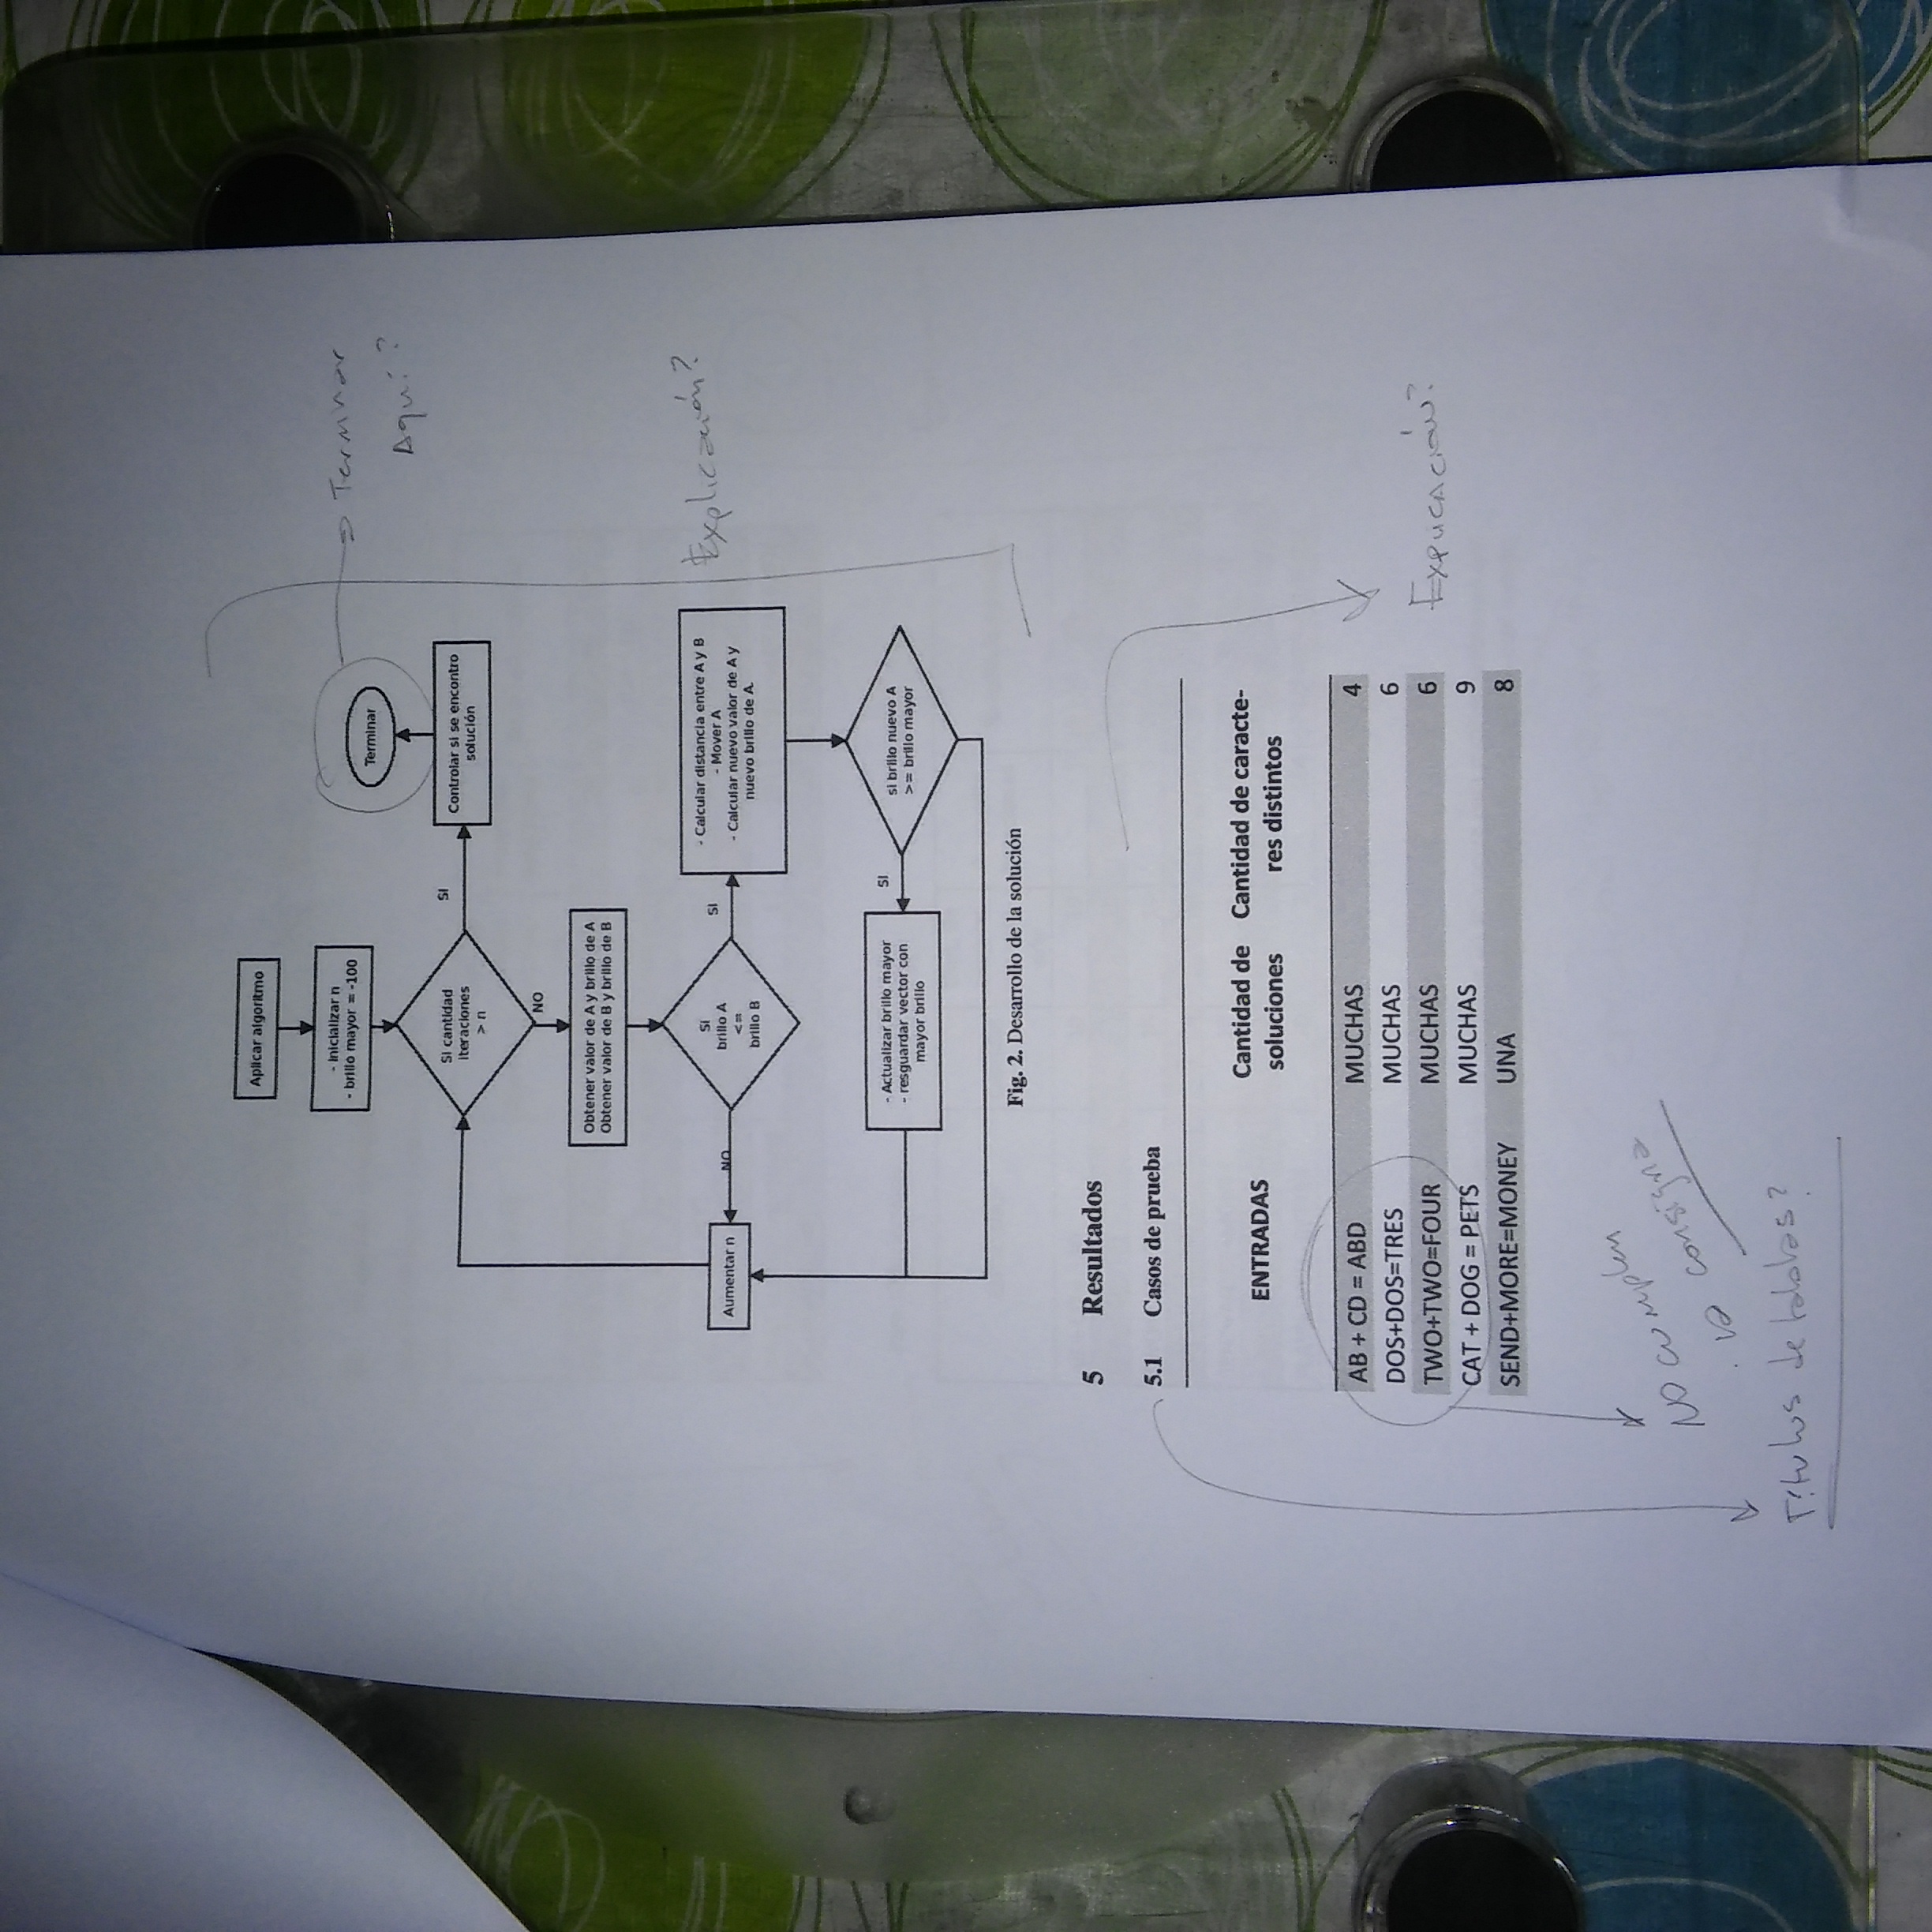 Aplicar algoritmo
- Inicializar n
- brillo mayor = -100
Terminar
Terminar
Aquí?
Si cantidad
iteraciones
> n
SI
Controlar si se encontro
solución
NO
Obtener valor de A y brillo de A
Obtener valor de B y brillo de B
Aumentar n
NO
Si
brillo A
<=
brillo B
SI
- Calcular distancia entre A y B
- Mover A
- Calcular nuevo valor de A y
nuevo brillo de A.
Explicación?
- Actualizar brillo mayor
- resguardar vector con
mayor brillo
SI
si brillo nuevo A
>= brillo mayor
Fig. 2. Desarrollo de la solución
5 Resultados
5.1 Casos de prueba
ENTRADAS Cantidad de soluciones Cantidad de caracte-
res distintos
AB + CD = ABD MUCHAS 4
DOS+DOS=TRES MUCHAS 6
TWO+TWO=FOUR MUCHAS 6
CAT + DOG = PETS MUCHAS 9
SEND+MORE=MONEY UNA 8
EXPLICACIÓN?
NO cumplen
la consigna
Títulos de tablas?